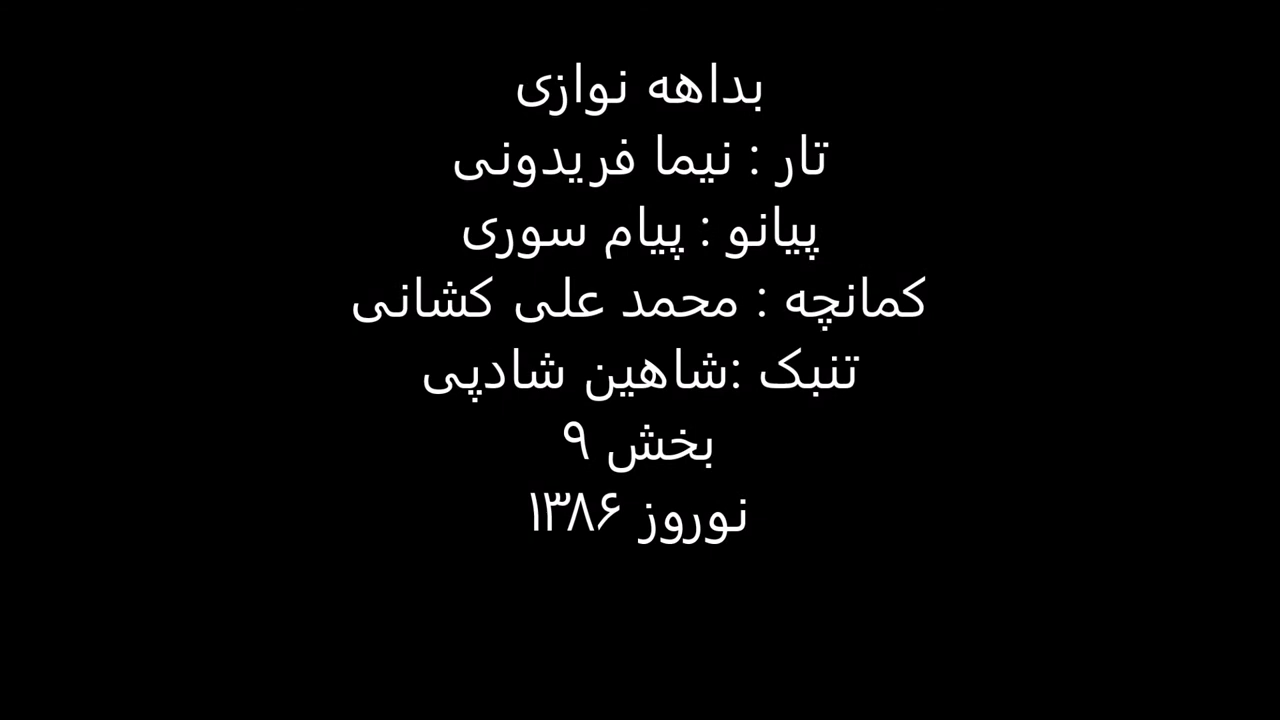 بداهه نوازی
تار : نیما فریدونی
پیانو : پیام سوری
کمانچه : محمد علی کشانی
تنبک :شاهین شادپی
بخش ۹
نوروز ۱۳۸۶